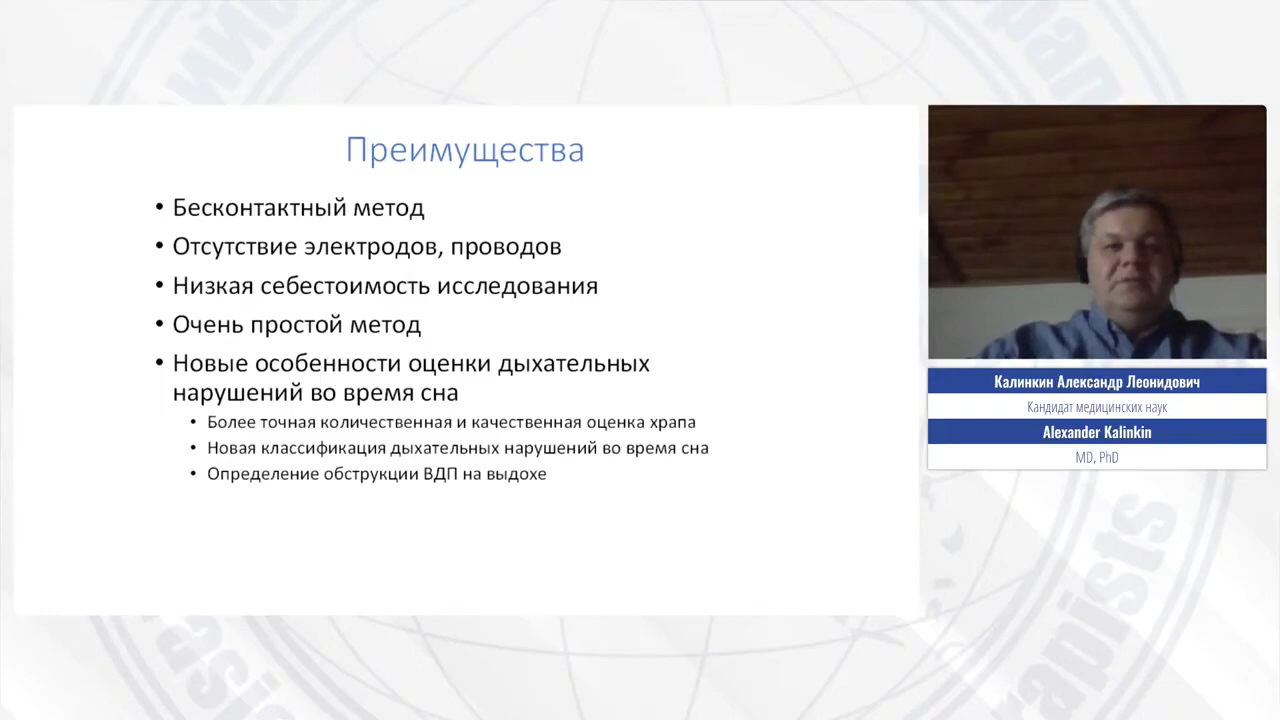 Преимущества
• Бесконтактный метод
• Отсутствие электродов, проводов
• Низкая себестоимость исследования
• Очень простой метод
• Новые особенности оценки дыхательных
нарушений во время сна
• Более точная количественная и качественная оценка храпа
• Новая классификация дыхательных нарушений во время сна
• Определение обструкции ВДП на выдохе
Калинкин Александр Леонидович
Кандидат медицинских наук
Alexander Kalinkin
MD, PhD